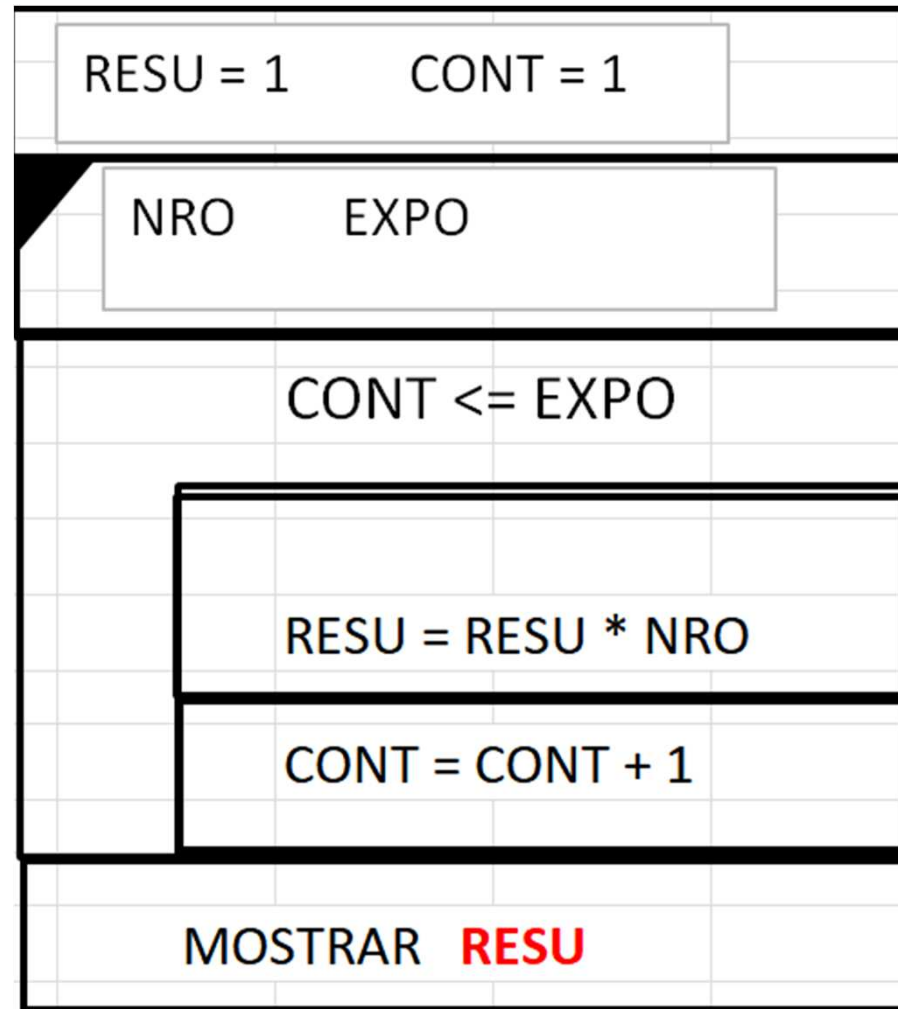 RESU = 1 CONT = 1
NRO EXPO
CONT <= EXPO
RESU = RESU * NRO
CONT = CONT + 1
MOSTRAR RESU